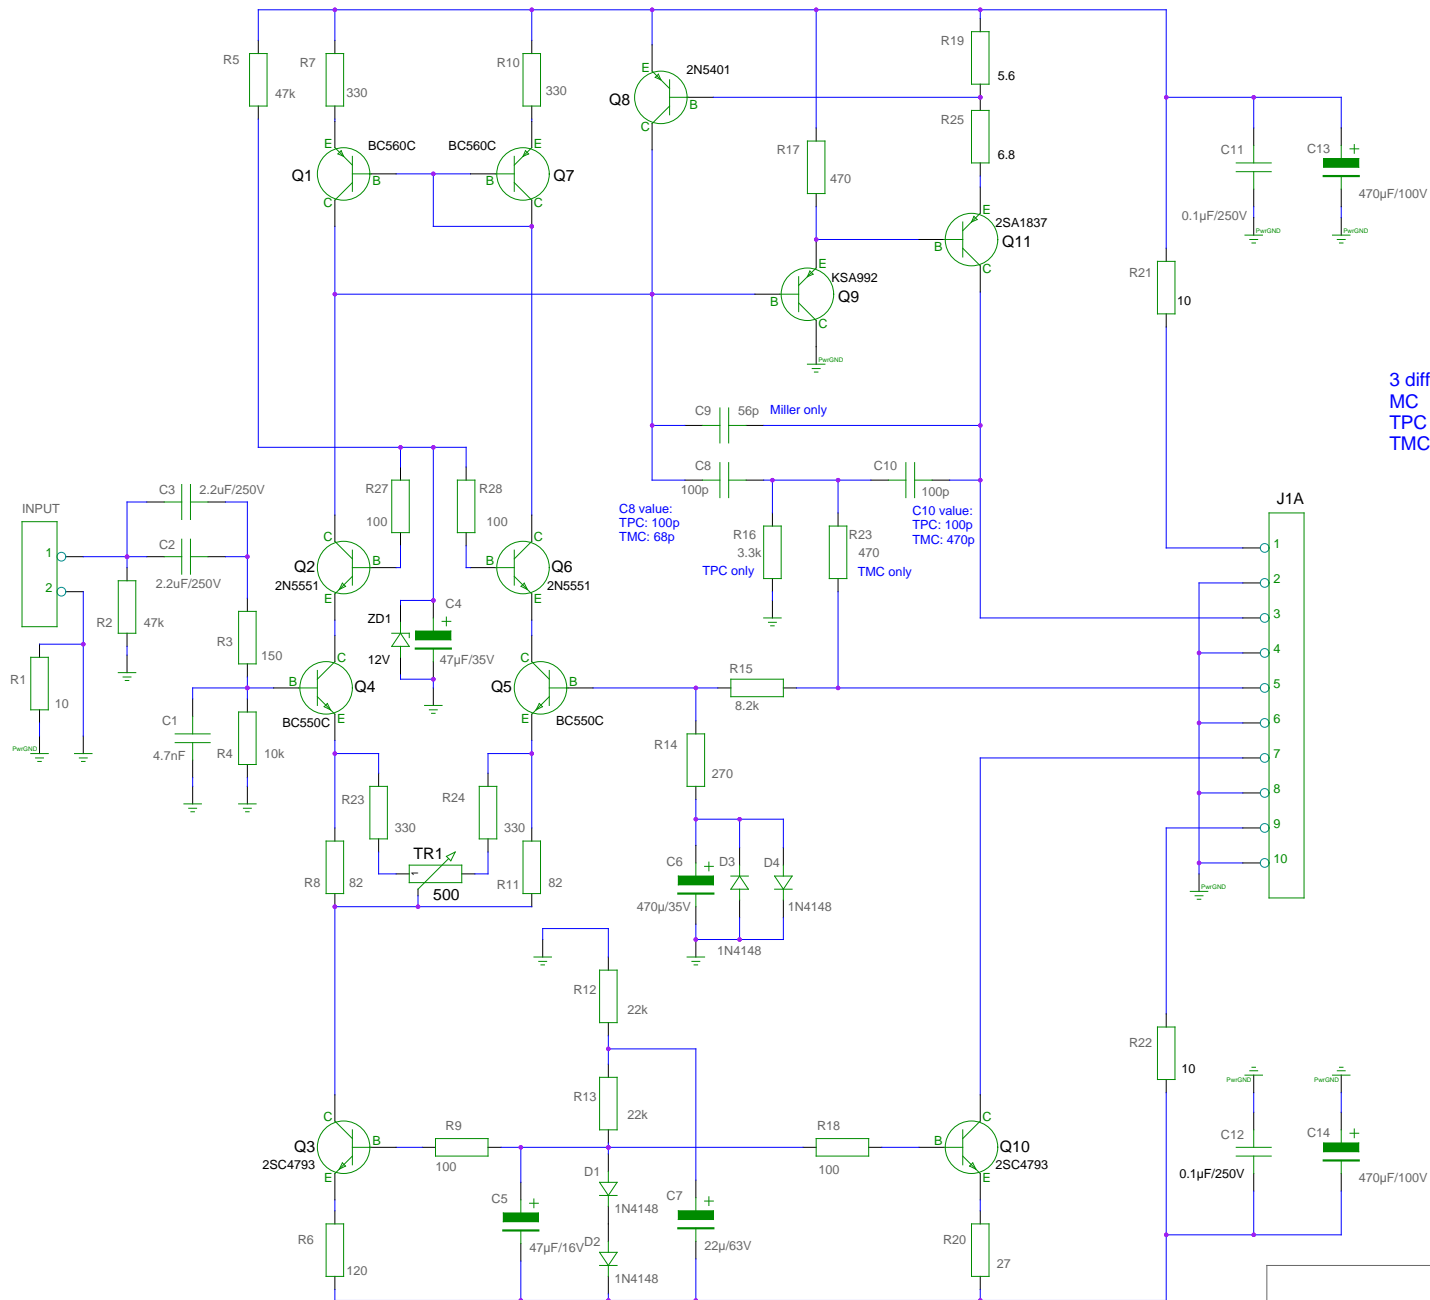 R5
47k
R7
330
R10
330
E
Q8
2N5401
B
C
R19
5.6
R25
6.8
E
BC560C
Q1
B
C
BC560C
E
B
Q7
C
R17
470
E
2SA1837
B
Q11
C
E
KSA992
B
Q9
C
PwrGND
C11
0.1µF/250V
PwrGND
C13
+
470µF/100V
PwrGND
R21
10
3 diff
MC
TPC
TMC
C9
56p
Miller only
C8
100p
C10
100p
C8 value:
TPC: 100p
TMC: 68p
C10 value:
TPC: 100p
TMC: 470p
R16
3.3k
TPC only
R23
470
TMC only
INPUT
1
2
C3
2.2uF/250V
C2
2.2uF/250V
R2
47k
R1
10
PwrGND
R3
150
C1
4.7nF
R4
10k
R27
100
R28
100
C
Q2
B
2N5551
E
C
B
Q6
2N5551
E
ZD1
12V
C4
+
47µF/35V
C
B
Q4
BC550C
E
C
Q5
B
BC550C
E
R15
8.2k
R14
270
R23
330
R24
330
TR1
1
500
R8
82
R11
82
C6
+
470µ/35V
D3
1N4148
D4
1N4148
J1A
1
2
3
4
5
6
7
8
9
10
PwrGND
R12
22k
R13
22k
R22
10
C
Q3
B
2SC4793
E
R9
100
R18
100
C
B
Q10
2SC4793
E
D1
1N4148
D2
1N4148
C5
+
47µF/16V
C7
+
22µ/63V
R6
120
R20
27
PwrGND
C12
0.1µF/250V
PwrGND
C14
+
470µF/100V